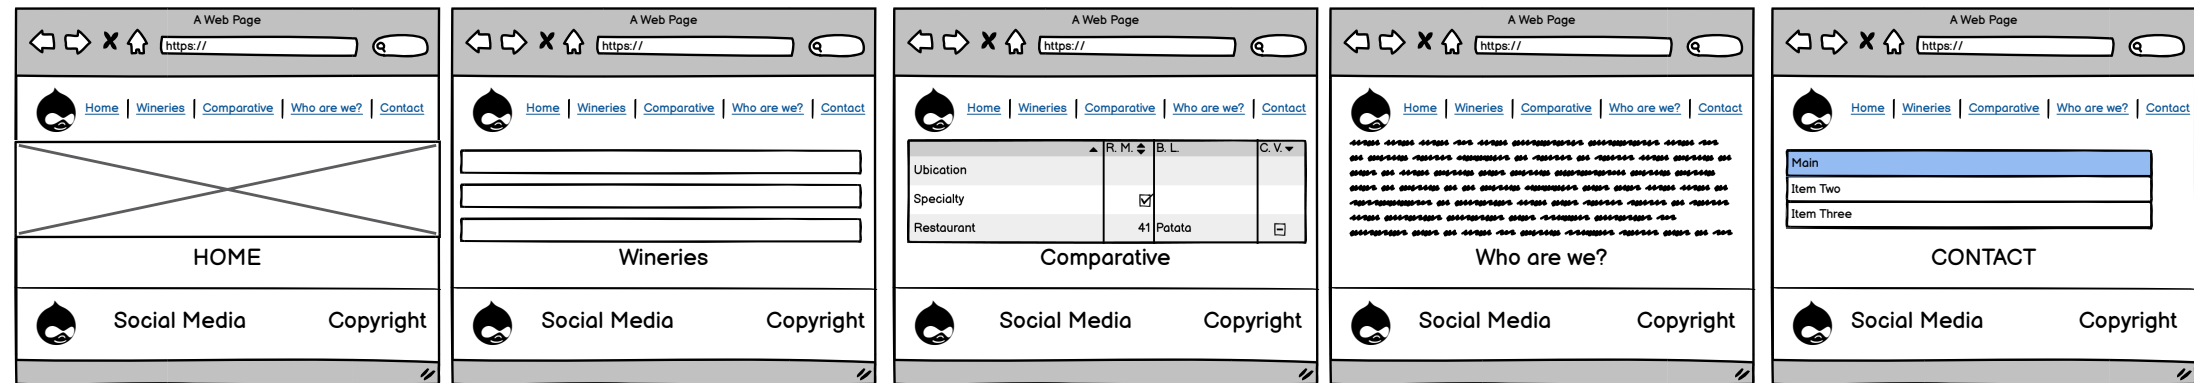 A Web Page
https://
Home Wineries Comparative Who are we? Contact
HOME
Social Media Copyright
A Web Page
https://
Home Wineries Comparative Who are we? Contact
Wineries
Social Media Copyright
A Web Page
https://
Home Wineries Comparative Who are we? Contact
R. M. B. L. C. V.
Ubication
Specialty
Restaurant 41 Patata
Comparative
Social Media Copyright
A Web Page
https://
Home Wineries Comparative Who are we? Contact
Who are we?
Social Media Copyright
A Web Page
https://
Home Wineries Comparative Who are we? Contact
Main
Item Two
Item Three
CONTACT
Social Media Copyright